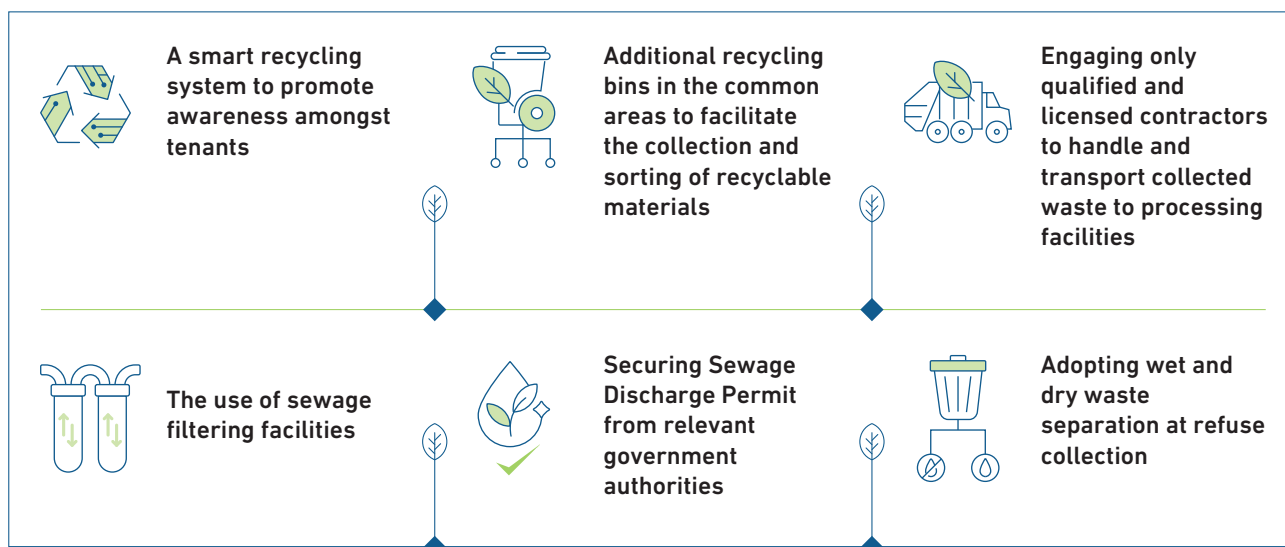 A smart recycling
system to promote
awareness amongst
tenants
Additional recycling
bins in the common
areas to facilitate
the collection and
sorting of recyclable
materials
Engaging only
qualified and
licensed contractors
to handle and
transport collected
waste to processing
facilities
The use of sewage
filtering facilities
Securing Sewage
Discharge Permit
from relevant
government
authorities
Adopting wet and
dry waste
separation at refuse
collection